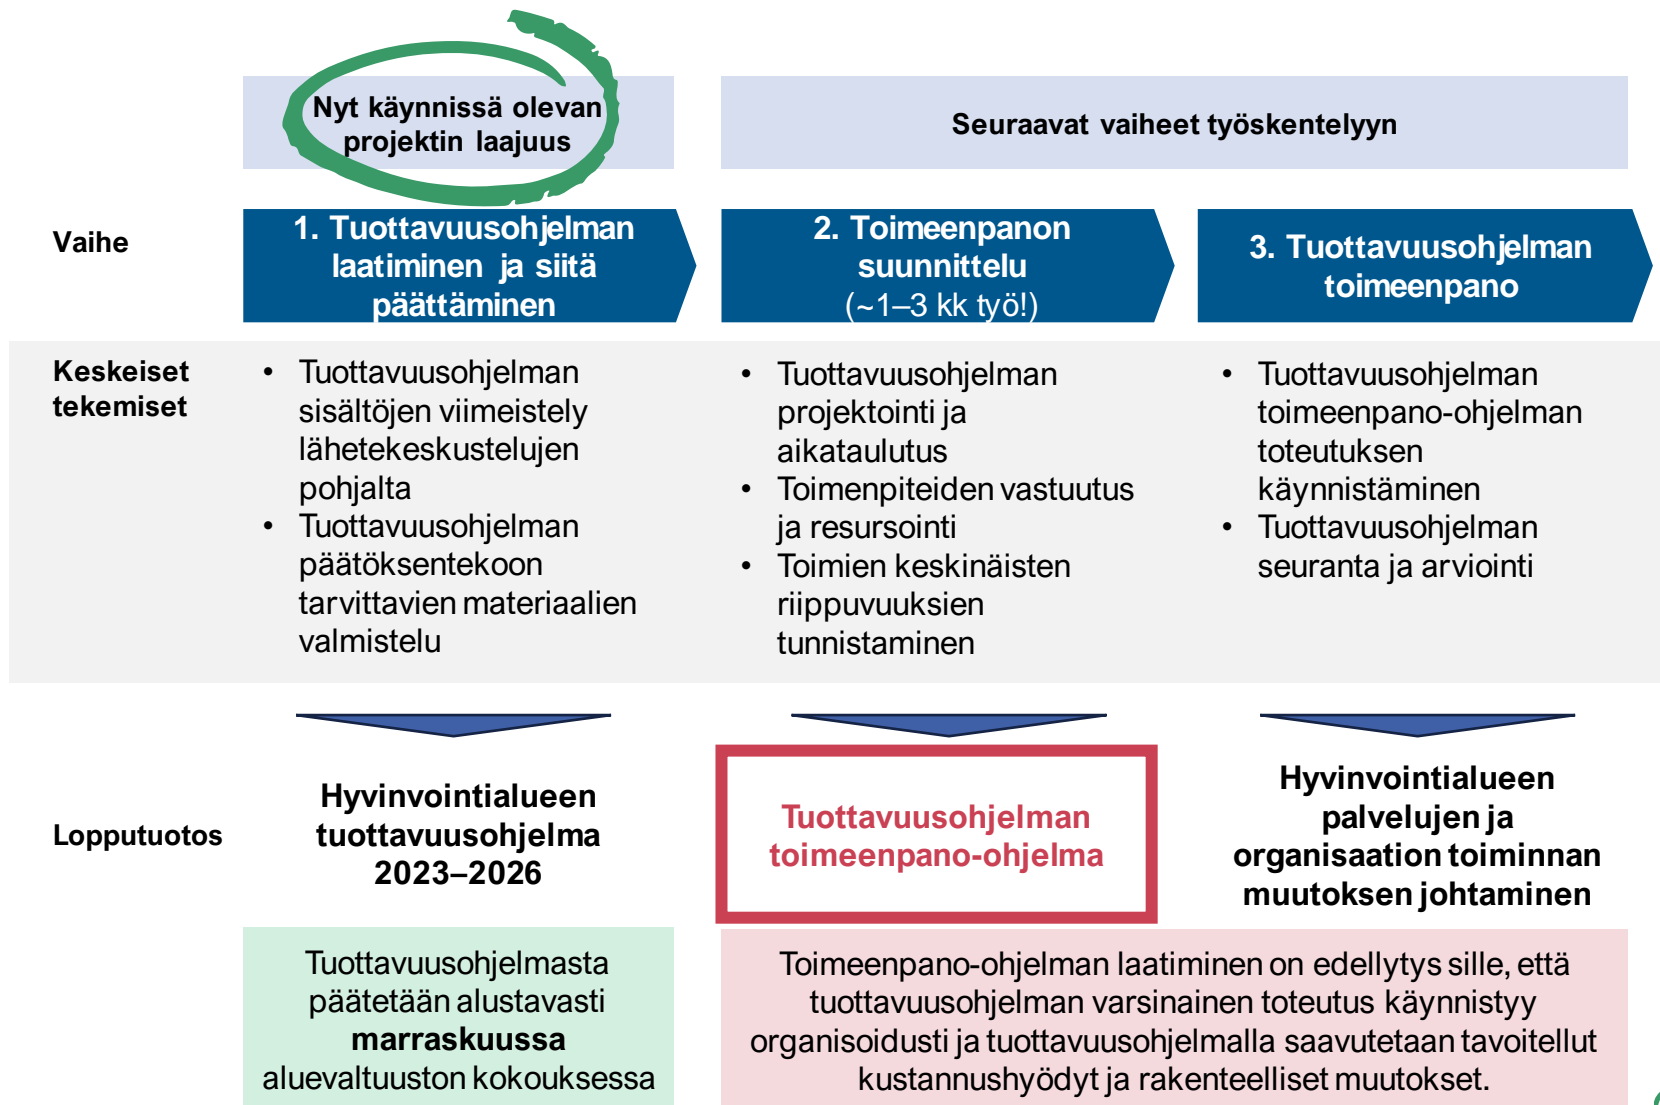 Nyt käynnissä olevan
projektin laajuus
Seuraavat vaiheet työskentelyyn
Vaihe
1. Tuottavuusohjelman
laatiminen ja siitä
päättäminen
2. Toimeenpanon
suunnittelu
(~1–3 kk työ!)
3. Tuottavuusohjelman
toimeenpano
Keskeiset
tekemiset
• Tuottavuusohjelman
sisältöjen viimeistely
lähetekeskustelujen
pohjalta
• Tuottavuusohjelman
päätöksentekoon
tarvittavien materiaalien
valmistelu
• Tuottavuusohjelman
projektointi ja
aikataulutus
• Toimenpiteiden vastuutus
ja resursointi
• Toimien keskinäisten
riippuvuuksien
tunnistaminen
• Tuottavuusohjelman
toimeenpano-ohjelman
toteutuksen
käynnistäminen
• Tuottavuusohjelman
seuranta ja arviointi
Lopputuotos
Hyvinvointialueen
tuottavuusohjelma
2023–2026
Tuottavuusohjelman
toimeenpano-ohjelma
Hyvinvointialueen
palvelujen ja
organisaation toiminnan
muutoksen johtaminen
Tuottavuusohjelmasta
päätetään alustavasti
marraskuussa
aluevaltuuston kokouksessa
Toimeenpano-ohjelman laatiminen on edellytys sille, että
tuottavuusohjelman varsinainen toteutus käynnistyy
organisoidusti ja tuottavuusohjelmalla saavutetaan tavoitellut
kustannushyödyt ja rakenteelliset muutokset.